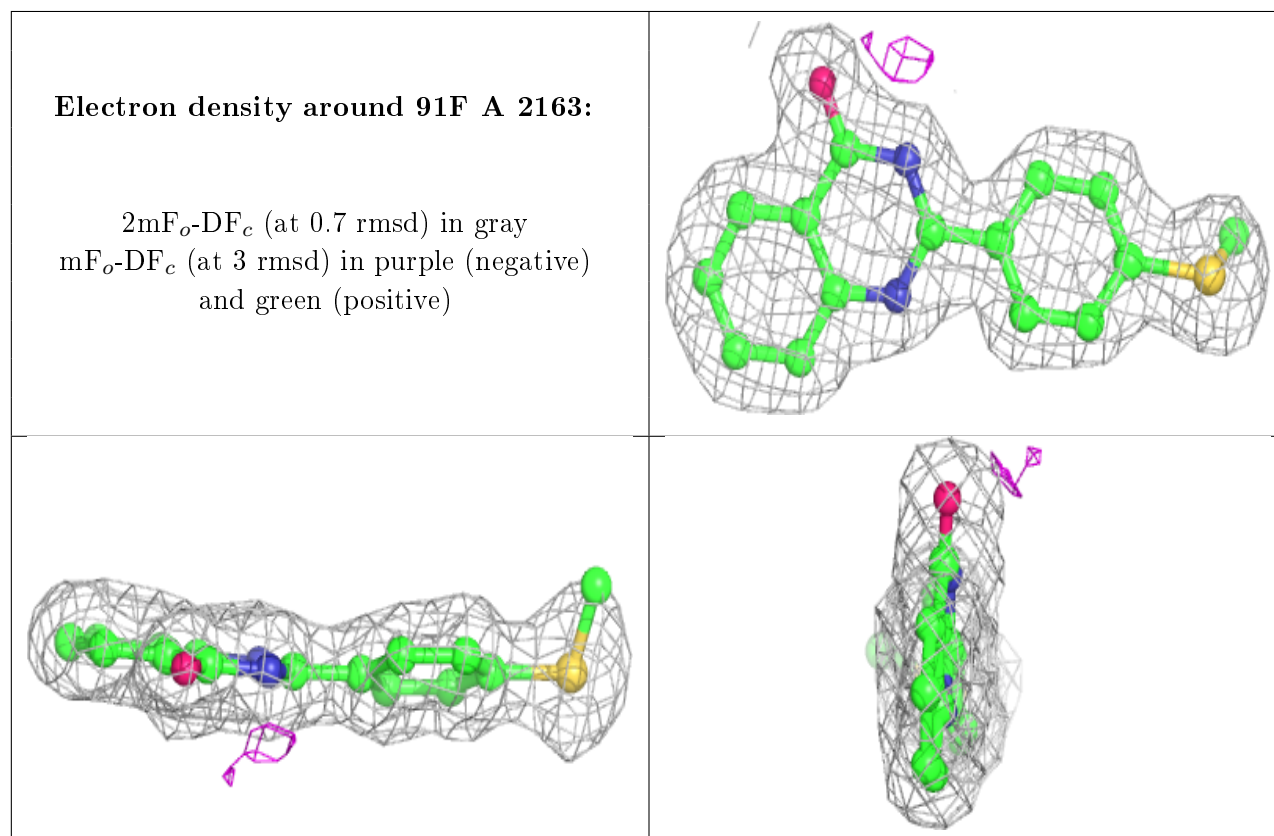 Electron density around 91F A 2163:
2mFo-DFc (at 0.7 rmsd) in gray
mFo-DFc (at 3 rmsd) in purple (negative)
and green (positive)